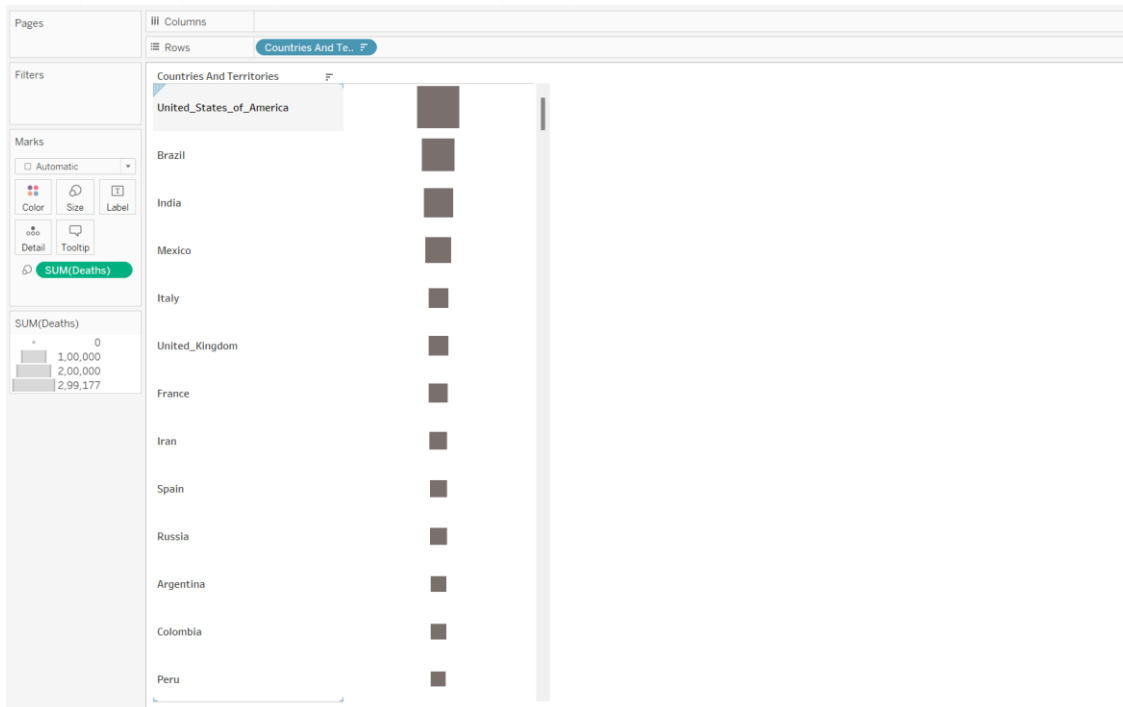 Pages
iii Columns
Rows
Countries And Te..
Filters
Countries And Territories
United_States_of_America
Brazil
India
Mexico
Italy
United_Kingdom
France
Iran
Spain
Russia
Argentina
Colombia
Peru
Marks
Automatic
Color
Size
T
Label
Detail
Tooltip
SUM(Deaths)
SUM(Deaths)
0
1,00,000
2,00,000
2,99,177